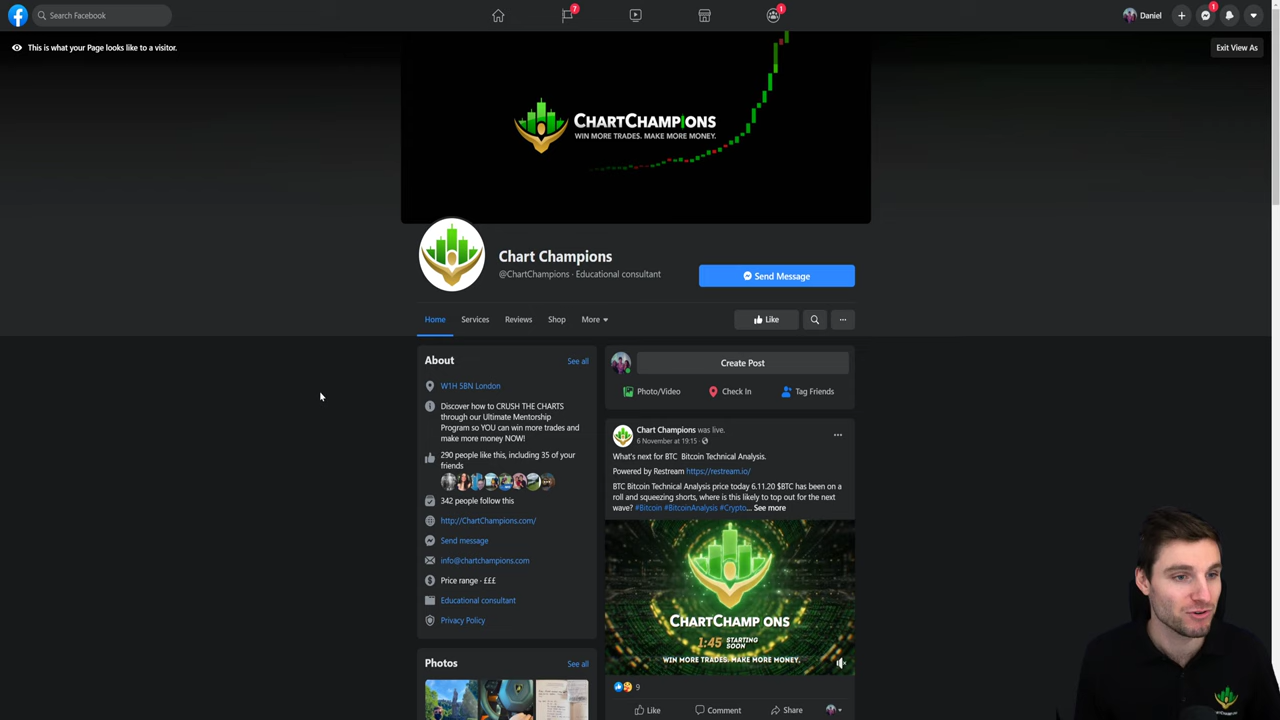 Search Facebook
7
1
Daniel
1
This is what your Page looks like to a visitor.
Exit View As
CHARTCHAMPIONS
WIN MORE TRADES. MAKE MORE MONEY.
Chart Champions
@ChartChampions · Educational consultant
Send Message
Home
Services
Reviews
Shop
More
Like
About
See all
W1H 5BN London
Discover how to CRUSH THE CHARTS
through our Ultimate Mentorship
Program so YOU can win more trades and
make more money NOW!
290 people like this, including 35 of your
friends
342 people follow this
http://ChartChampions.com/
Send message
info@chartchampions.com
Price range · £££
Educational consultant
Privacy Policy
Photos
See all
Create Post
Photo/Video
Check In
Tag Friends
Chart Champions was live.
6 November at 19:15 ·
What's next for BTC Bitcoin Technical Analysis.
Powered by Restream https://restream.io/
BTC Bitcoin Technical Analysis price today 6.11.20 $BTC has been on a
roll and squeezing shorts, where is this likely to top out for the next
wave? #Bitcoin #BitcoinAnalysis #Crypto... See more
CHARTCHAMP ONS
1:45 STARTING
SOON
WIN MORE TRADES. MAKE MORE MONEY.
9
Like
Comment
Share